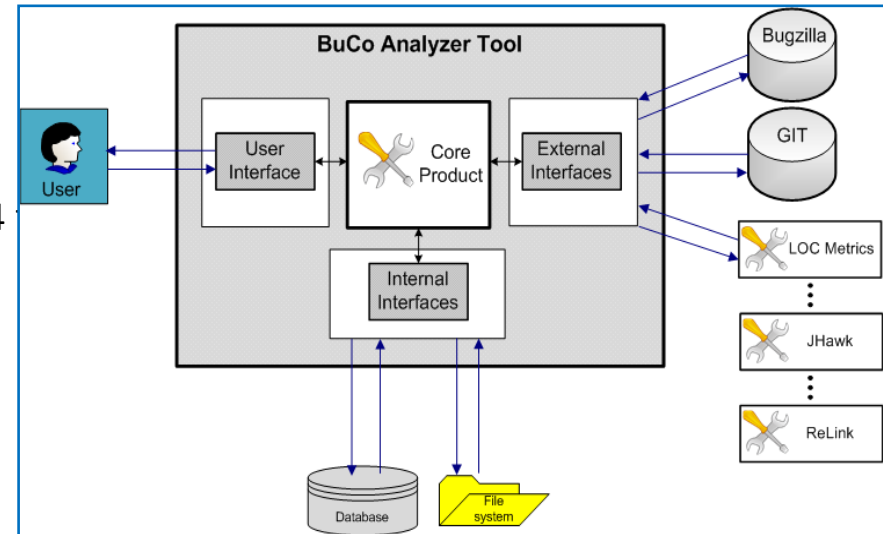 BuCo Analyzer Tool
Bugzilla
GIT
User
User
Interface
Core
Product
External
Interfaces
4
LOC Metrics
Internal
Interfaces
JHawk
ReLink
Database
File
system